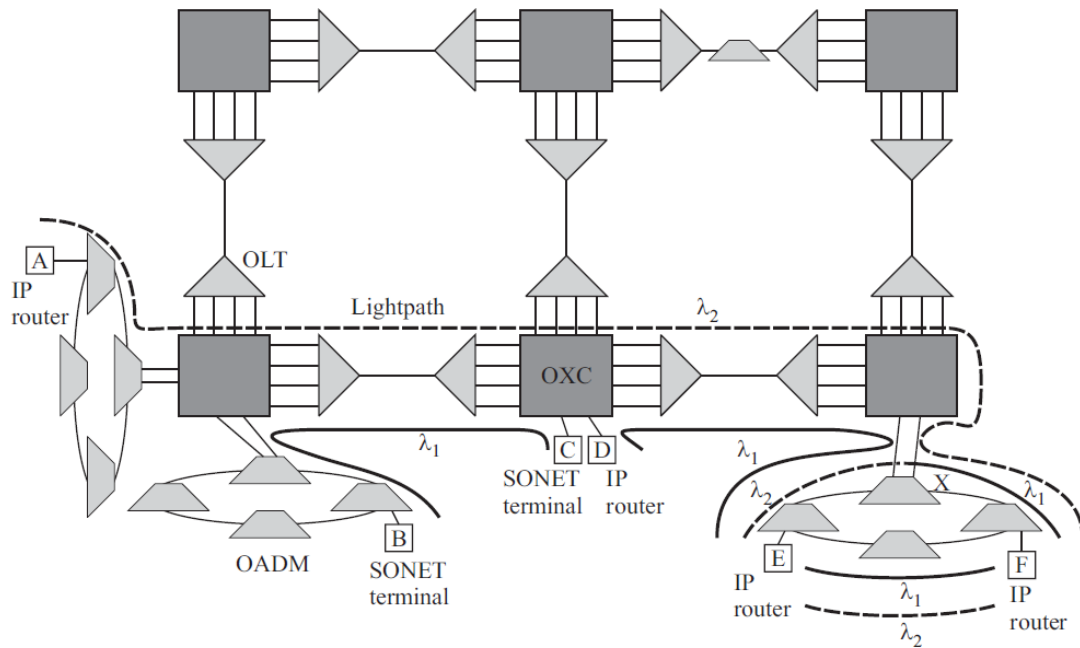 OLT
A
IP
router
Lightpath
λ2
OXC
λ1
C
D
SONET
terminal
IP
router
λ1
λ2
X
λ1
B
OADM
SONET
terminal
E
F
IP
router
λ1
IP
router
λ2